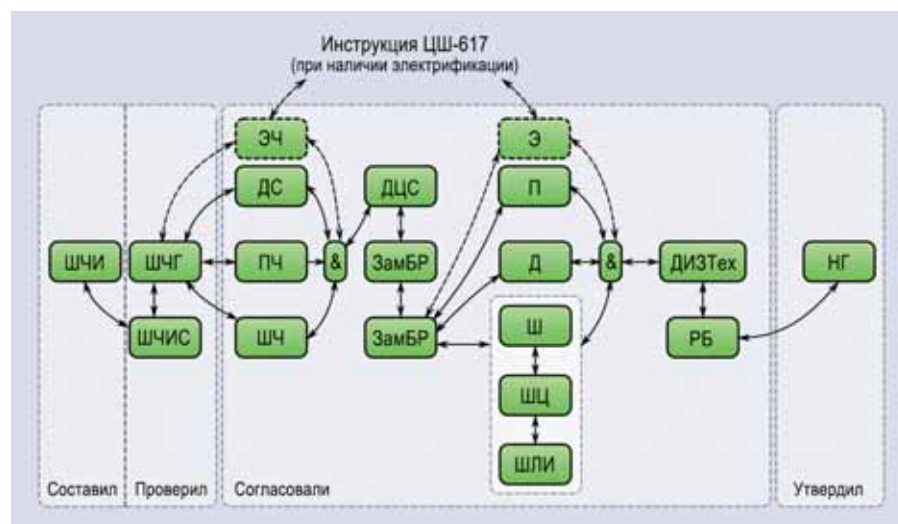 Инструкция ЦШ-617
(при наличии электрификации)
ЭЧ
Э
ДС
ДЦС
П
ШЧИ
ШЧГ
ПЧ
&
ЗамБР
Д
&
ДИЗТех
НГ
ШЧИС
ШЧ
ЗамБР
Ш
РБ
ШЦ
ШЛИ
Составил
Проверил
Согласовали
Утвердил